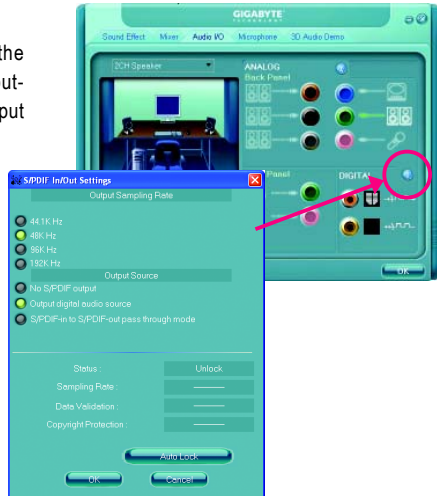 the
out-
put
GIGABYTE
TECHNOLOGY
Sound Effect Mixer Audio I/O Microphone 3D Audio Demo
2CH Speaker
ANALOG
Back Panel
Panel
DIGITAL
OK
S/PDIF In/Out Settings
Output Sampling Rate
44.1K Hz
48K Hz
96K Hz
192K Hz
Output Source
No S/PDIF output
Output digital audio source
S/PDIF-in to S/PDIF-out pass through mode
Status : Unlock
Sampling Rate :
Data Validation :
Copyright Protection :
Auto Lock
OK Cancel